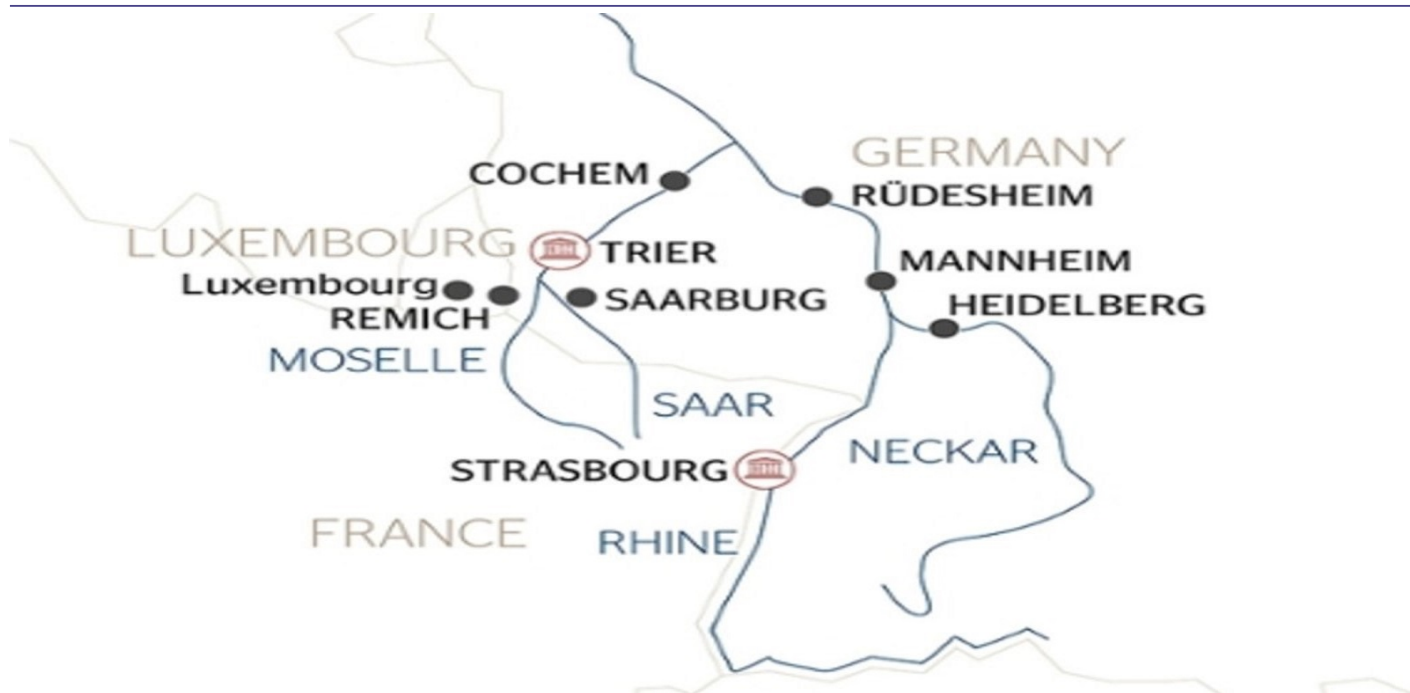 GERMANY
COCHEM
RÜDESHEIM
LUXEMBOURG
TRIER
MANNHEIM
Luxembourg
SAARBURG
HEIDELBERG
REMICH
MOSELLE
SAAR
NECKAR
STRASBOURG
FRANCE
RHINE